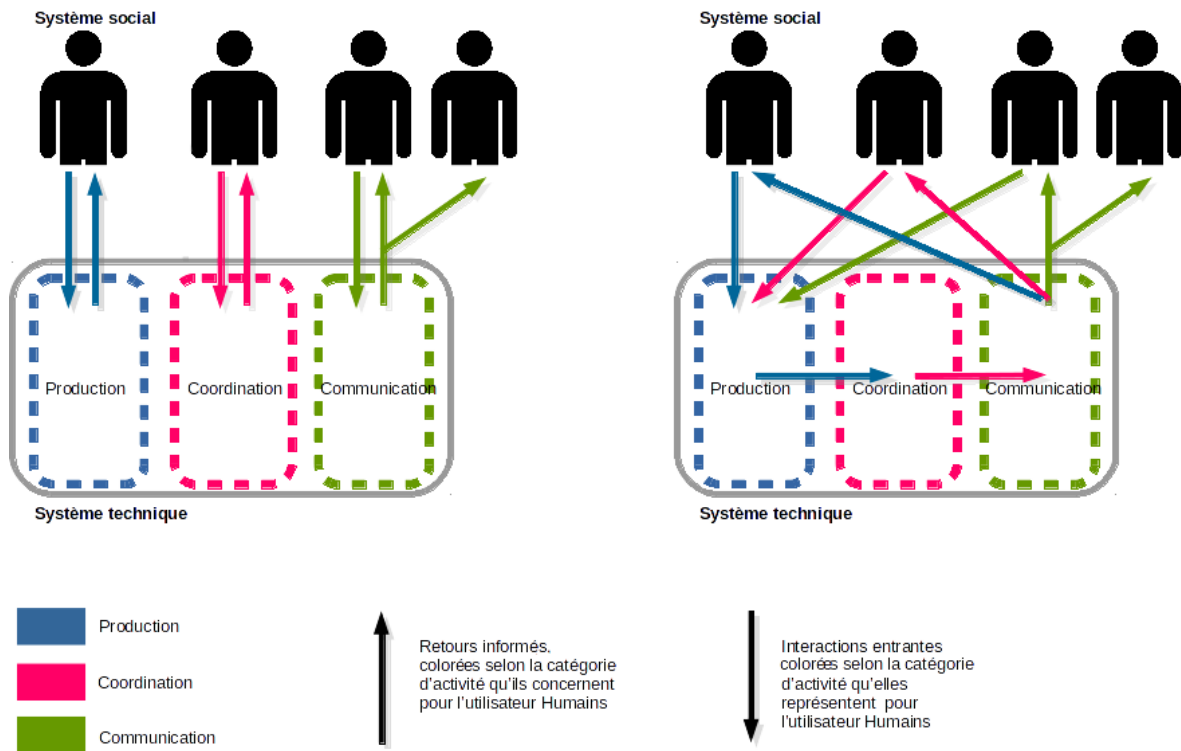 Système social
Système social
Production
Coordination
Communication
Production
Coordination
Communication
Système technique
Système technique
Production
Coordination
Communication
Retours informés.
colorées selon la catégorie
d'activité qu'ils concernent
pour l'utilisateur Humains
Interactions entrantes
colorées selon la catégorie
d'activité qu'elles
représentent pour
l'utilisateur Humains